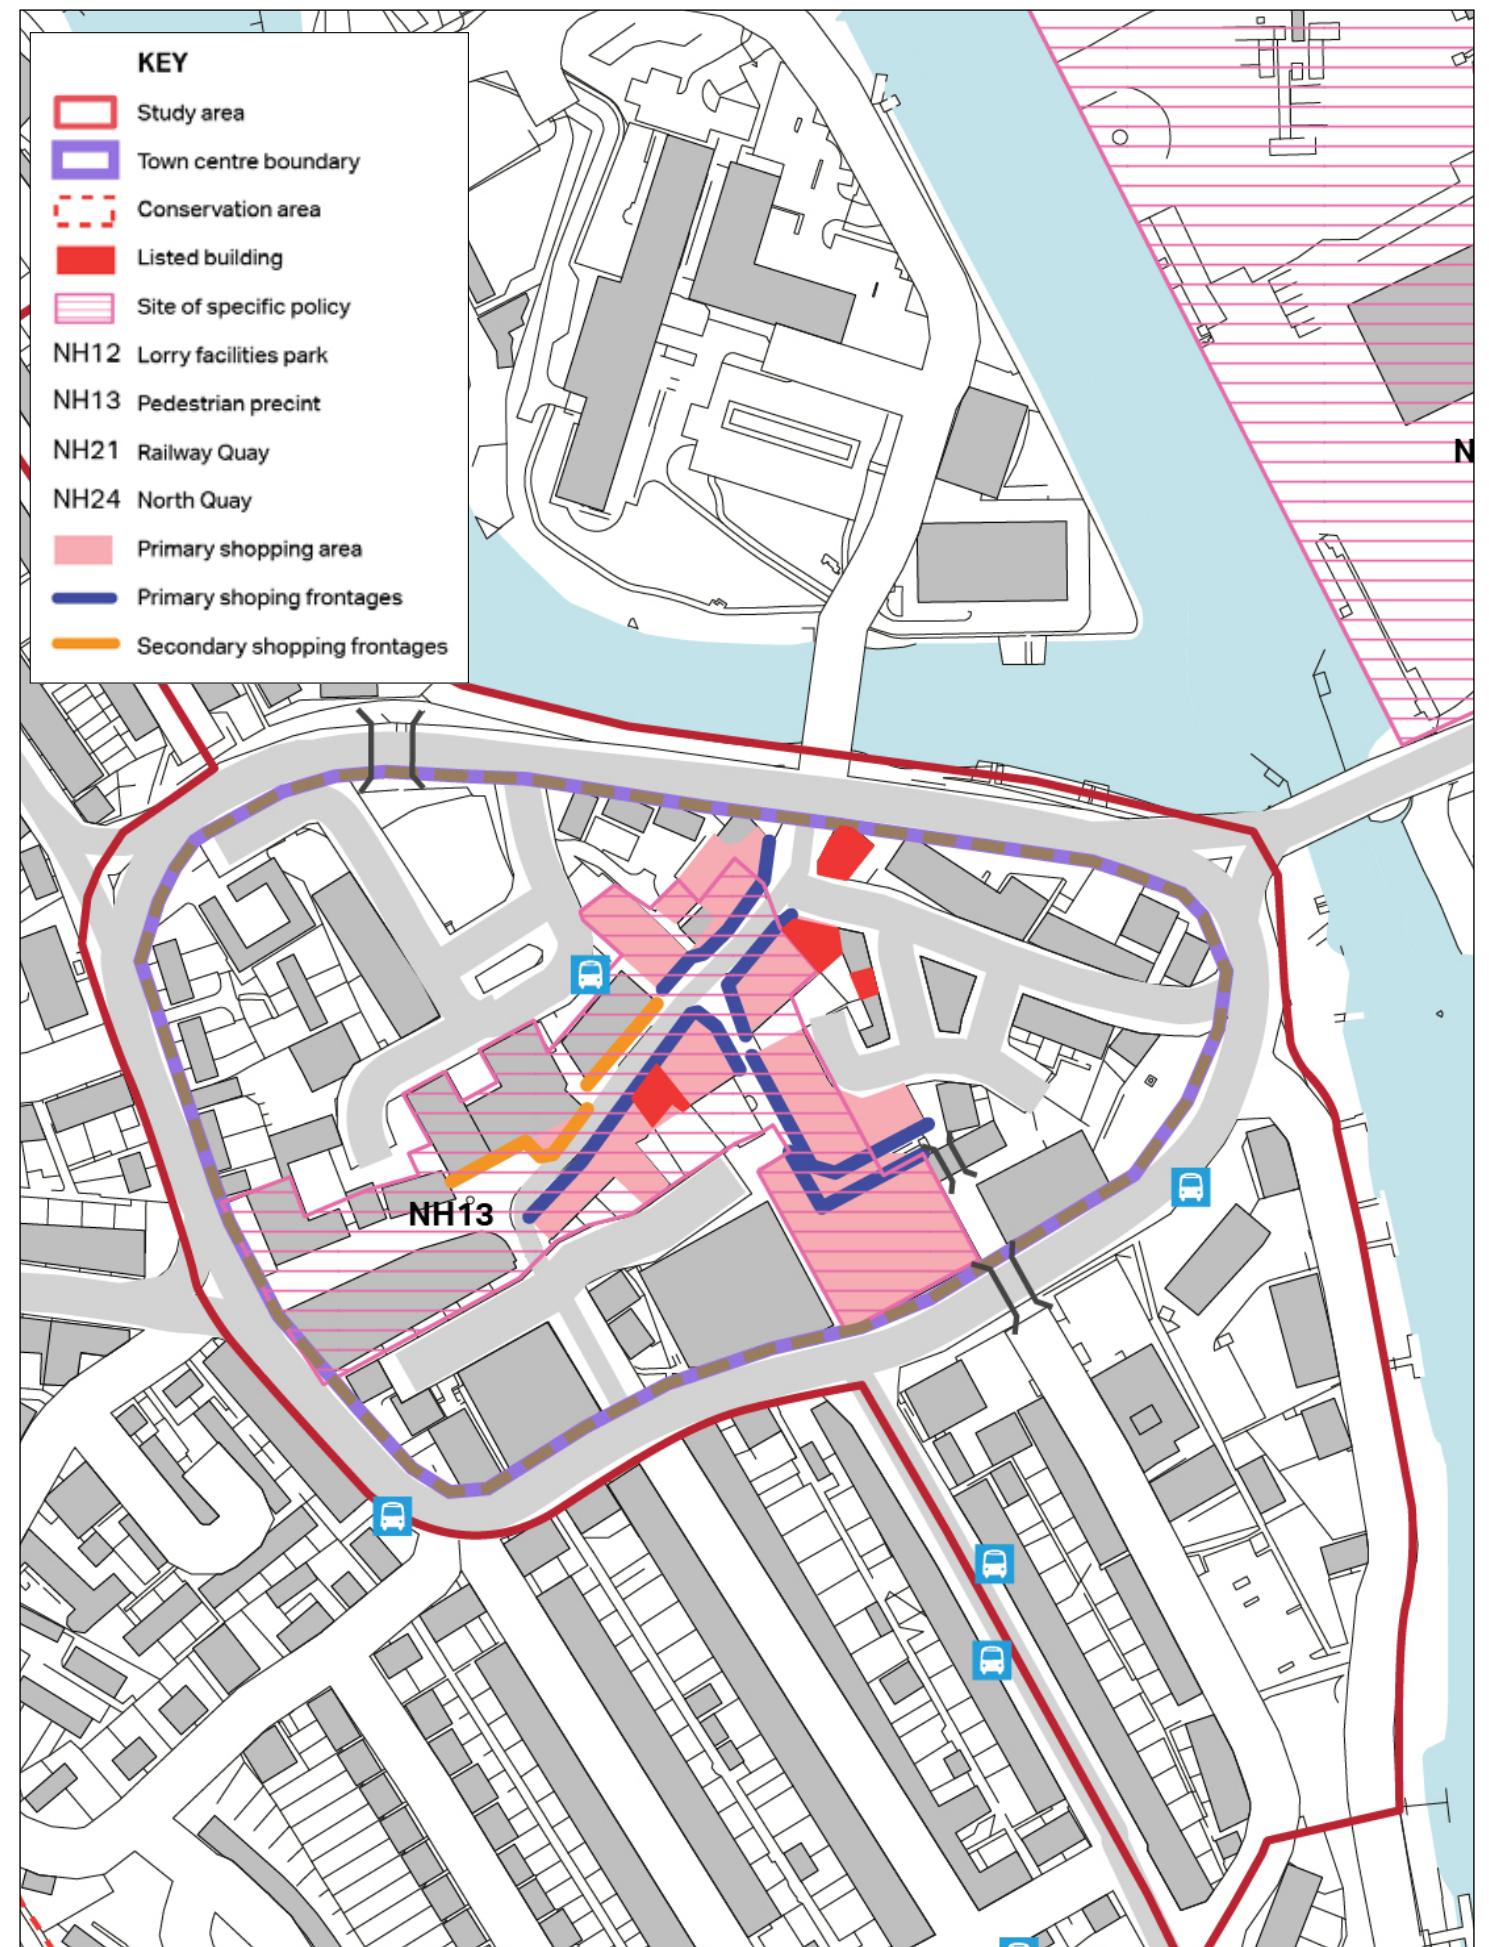 KEY
Study area
Town centre boundary
Conservation area
Listed building
Site of specific policy
NH12 Lorry facilities park
NH13 Pedestrian precint
NH21 Railway Quay
NH24 North Quay
Primary shopping area
Primary shoping frontages
Secondary shopping frontages
N
NH13